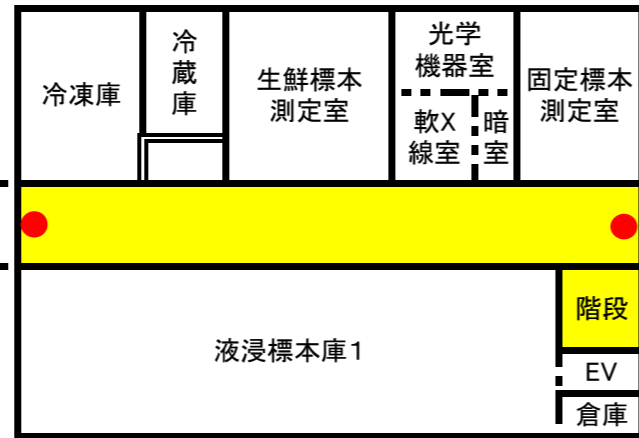 冷凍庫
冷
蔵
庫
生鮮標本
測定室
光学
機器室
軟X
線室
暗
室
固定標本
測定室
液浸標本庫1
階段
EV
倉庫